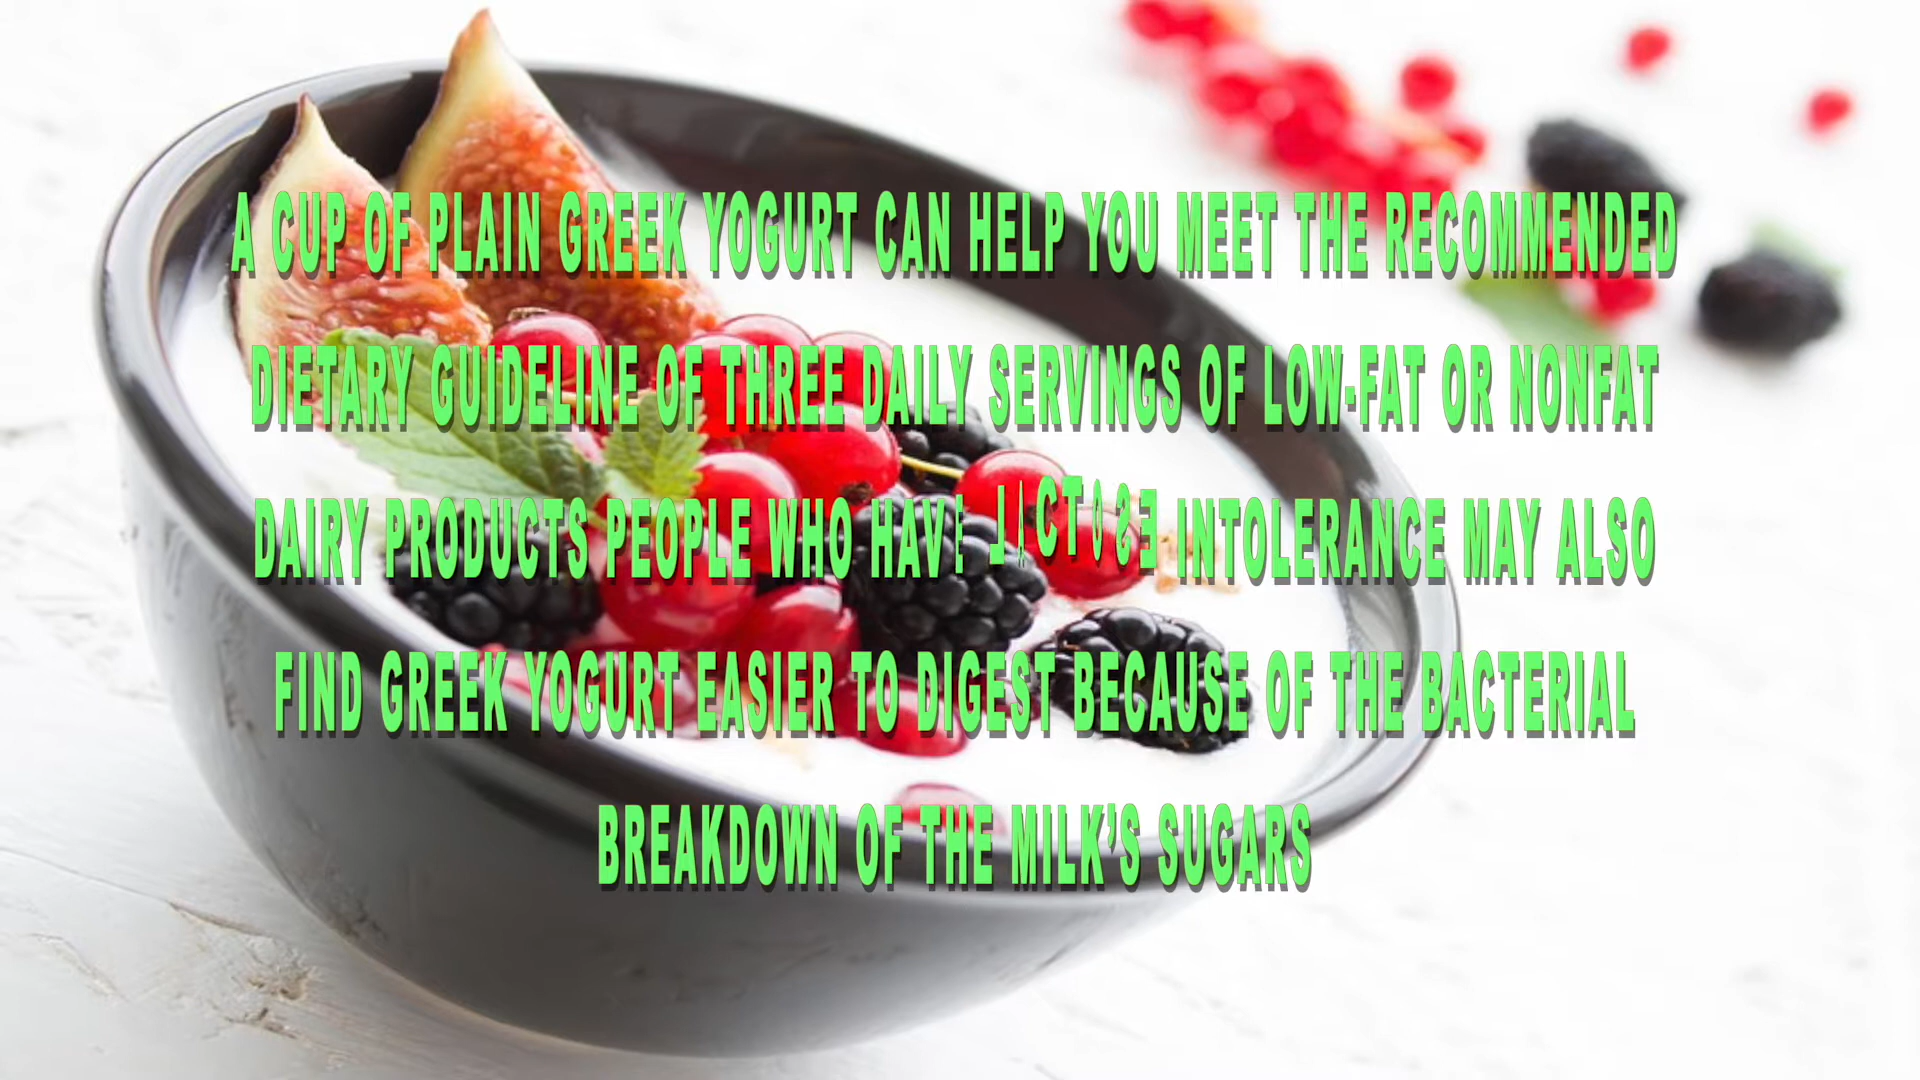 A CUP OF PLAIN GREEK YOGURT CAN HELP YOU MEET THE RECOMMENDED
DIETARY GUIDELINE OF THREE DAILY SERVINGS OF LOW-FAT OR NONFAT
DAIRY PRODUCTS PEOPLE WHO HAVE LACTOSE INTOLERANCE MAY ALSO
FIND GREEK YOGURT EASIER TO DIGEST BECAUSE OF THE BACTERIAL
BREAKDOWN OF THE MILK'S SUGARS